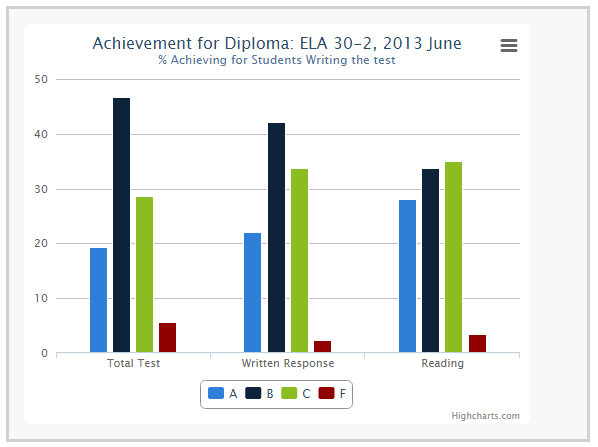 Achievement for Diploma: ELA 30-2, 2013 June
% Achieving for Students Writing the test
50
40
30
20
10
0
Total Test Written Response Reading
A B C F
Highcharts.com